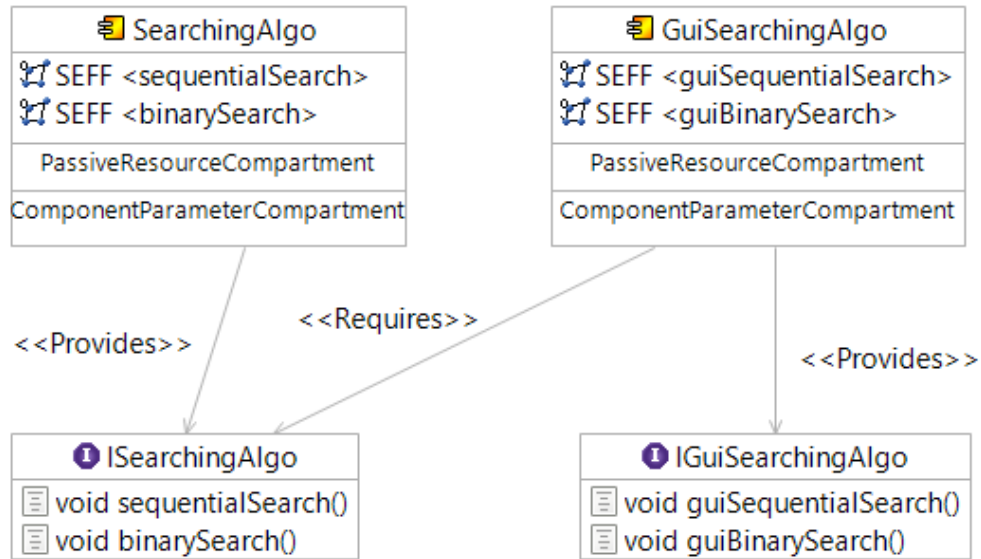 SearchingAlgo
SEFF <sequentialSearch>
SEFF <binarySearch>
PassiveResourceCompartment
ComponentParameterCompartment
GuiSearchingAlgo
SEFF <guiSequentialSearch>
SEFF <guiBinarySearch>
PassiveResourceCompartment
ComponentParameterCompartment
<<Provides>>
<<Requires>>
<<Provides>>
I ISearchingAlgo
void sequentialSearch()
void binarySearch()
I IGuiSearchingAlgo
void guiSequentialSearch()
void guiBinarySearch()